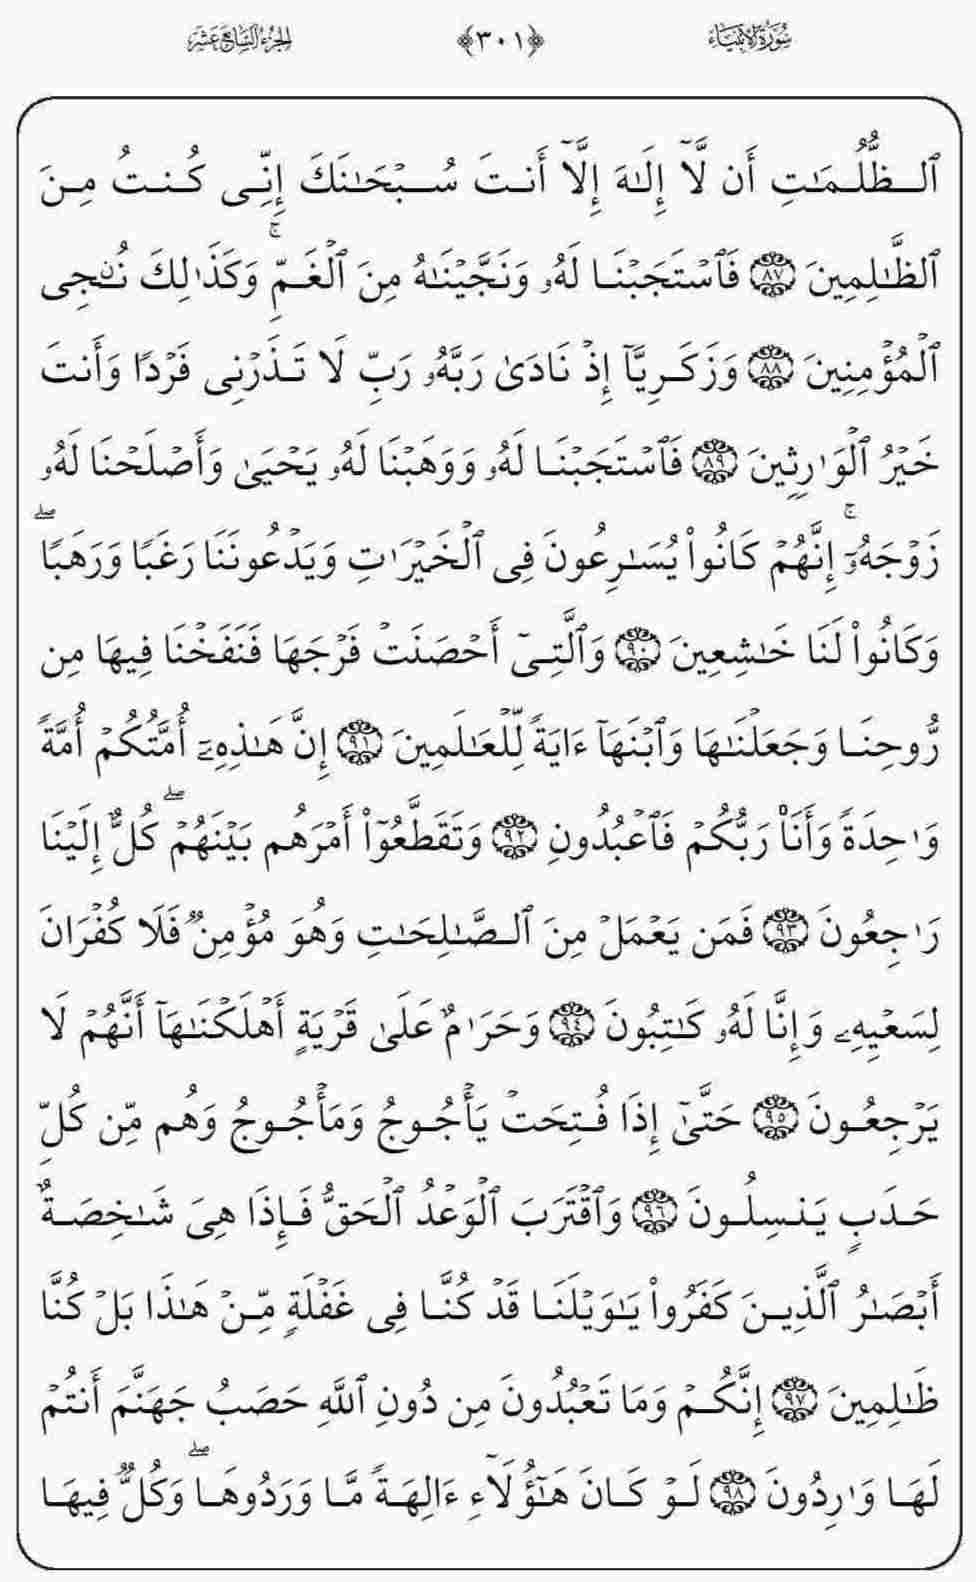 سُورَةُ الأَنبِيَاء ﴿٣٠١﴾ الجُزْءُ السَّابِعَ عَشَرَ
ٱلظُّلُمَٰتِ أَن لَّآ إِلَٰهَ إِلَّآ أَنتَ سُبْحَٰنَكَ إِنِّى كُنتُ مِنَ
ٱلظَّٰلِمِينَ ٨٧ فَٱسْتَجَبْنَا لَهُۥ وَنَجَّيْنَٰهُ مِنَ ٱلْغَمِّ ۚ وَكَذَٰلِكَ نُـۨجِى
ٱلْمُؤْمِنِينَ ٨٨ وَزَكَرِيَّآ إِذْ نَادَىٰ رَبَّهُۥ رَبِّ لَا تَذَرْنِى فَرْدًا وَأَنتَ
خَيْرُ ٱلْوَٰرِثِينَ ٨٩ فَٱسْتَجَبْنَا لَهُۥ وَوَهَبْنَا لَهُۥ يَحْيَىٰ وَأَصْلَحْنَا لَهُۥ
زَوْجَهُۥٓ ۚ إِنَّهُمْ كَانُوا۟ يُسَٰرِعُونَ فِى ٱلْخَيْرَٰتِ وَيَدْعُونَنَا رَغَبًا وَرَهَبًا ۖ
وَكَانُوا۟ لَنَا خَٰشِعِينَ ٩٠ وَٱلَّتِىٓ أَحْصَنَتْ فَرْجَهَا فَنَفَخْنَا فِيهَا مِن
رُّوحِنَا وَجَعَلْنَٰهَا وَٱبْنَهَآ ءَايَةً لِّلْعَٰلَمِينَ ٩١ إِنَّ هَٰذِهِۦٓ أُمَّتُكُمْ أُمَّةً
وَٰحِدَةً وَأَنَا۠ رَبُّكُمْ فَٱعْبُدُونِ ٩٢ وَتَقَطَّعُوٓا۟ أَمْرَهُم بَيْنَهُمْ ۖ كُلٌّ إِلَيْنَا
رَٰجِعُونَ ٩٣ فَمَن يَعْمَلْ مِنَ ٱلصَّٰلِحَٰتِ وَهُوَ مُؤْمِنٌ فَلَا كُفْرَانَ
لِسَعْيِهِۦ وَإِنَّا لَهُۥ كَٰتِبُونَ ٩٤ وَحَرَٰمٌ عَلَىٰ قَرْيَةٍ أَهْلَكْنَٰهَآ أَنَّهُمْ لَا
يَرْجِعُونَ ٩٥ حَتَّىٰٓ إِذَا فُتِحَتْ يَأْجُوجُ وَمَأْجُوجُ وَهُم مِّن كُلِّ
حَدَبٍ يَنسِلُونَ ٩٦ وَٱقْتَرَبَ ٱلْوَعْدُ ٱلْحَقُّ فَإِذَا هِىَ شَٰخِصَةٌ
أَبْصَٰرُ ٱلَّذِينَ كَفَرُوا۟ يَٰوَيْلَنَا قَدْ كُنَّا فِى غَفْلَةٍ مِّنْ هَٰذَا بَلْ كُنَّا
ظَٰلِمِينَ ٩٧ إِنَّكُمْ وَمَا تَعْبُدُونَ مِن دُونِ ٱللَّهِ حَصَبُ جَهَنَّمَ أَنتُمْ
لَهَا وَٰرِدُونَ ٩٨ لَوْ كَانَ هَٰٓؤُلَآءِ ءَالِهَةً مَّا وَرَدُوهَا ۖ وَكُلٌّ فِيهَا